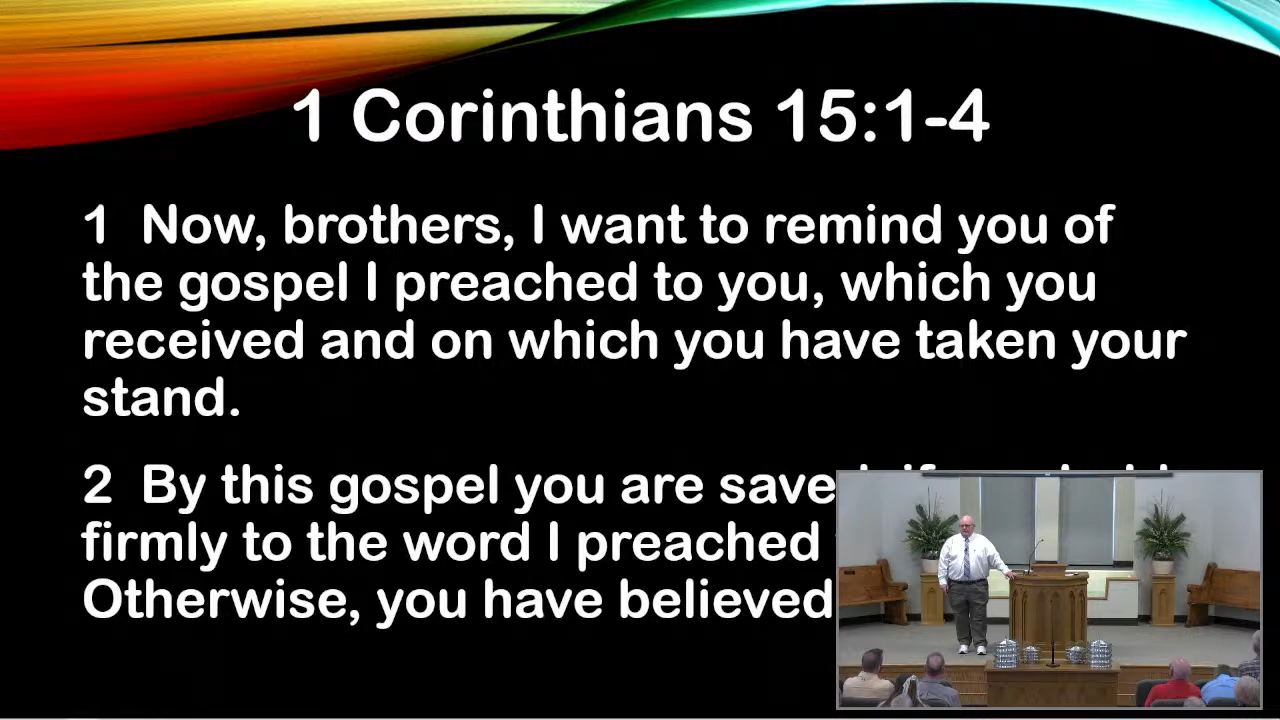 1 Corinthians 15:1-4
1 Now, brothers, I want to remind you of
the gospel I preached to you, which you
received and on which you have taken your
stand.
2 By this gospel you are save
firmly to the word I preached
Otherwise, you have believed